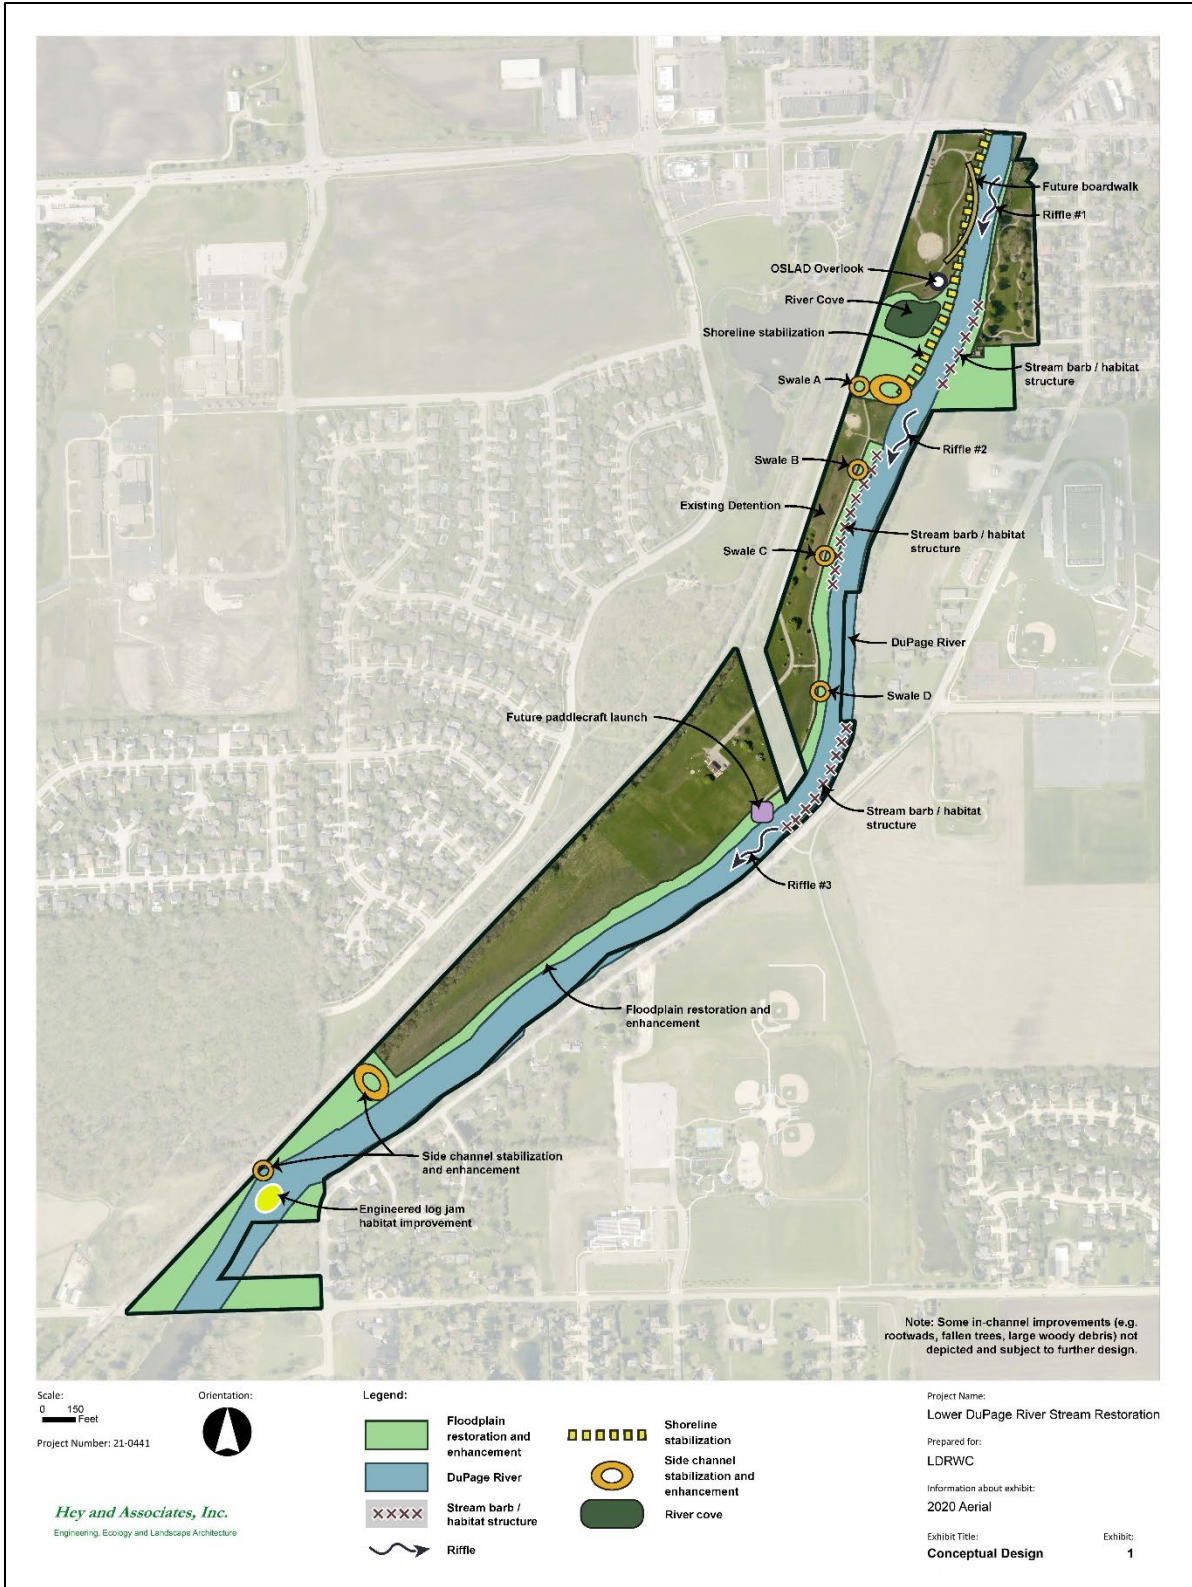 Future boardwalk
Riffle #1
OSLAD Overlook
River Cove
Shoreline stabilization
Stream barb / habitat
structure
Swale A
Riffle #2
Swale B
Existing Detention
Stream barb / habitat
structure
Swale C
DuPage River
Swale D
Future paddlecraft launch
Stream barb / habitat
structure
Riffle #3
Floodplain restoration and
enhancement
Side channel stabilization
and enhancement
Engineered log jam
habitat improvement
Note: Some in-channel improvements (e.g.
rootwads, fallen trees, large woody debris) not
depicted and subject to further design.
Scale:
0 150
Feet
Project Number: 21-0441
Orientation:
Hey and Associates, Inc.
Engineering, Ecology and Landscape Architecture
Legend:
Floodplain
restoration and
enhancement
DuPage River
Stream barb /
habitat structure
Riffle
Shoreline
stabilization
Side channel
stabilization and
enhancement
River cove
Project Name:
Lower DuPage River Stream Restoration
Prepared for:
LDRWC
Information about exhibit:
2020 Aerial
Exhibit Title:
Conceptual Design
Exhibit:
1